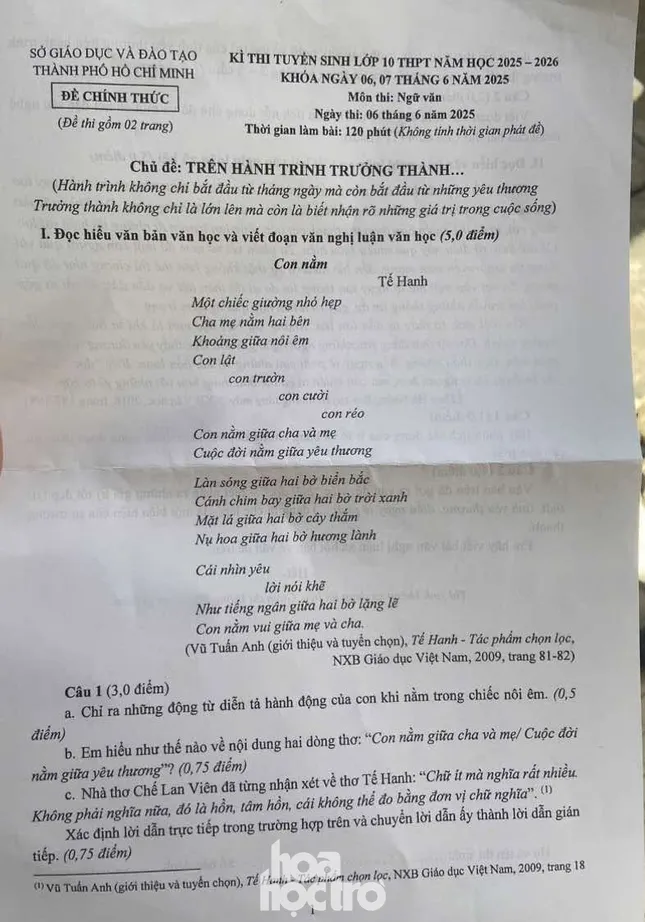 SỞ GIÁO DỤC VÀ ĐÀO TẠO
THÀNH PHỐ HỒ CHÍ MINH
ĐỀ CHÍNH THỨC
(Đề thi gồm 02 trang)
KÌ THI TUYỂN SINH LỚP 10 THPT NĂM HỌC 2025 – 2026
KHÓA NGÀY 06, 07 THÁNG 6 NĂM 2025
Môn thi: Ngữ văn
Ngày thi: 06 tháng 6 năm 2025
Thời gian làm bài: 120 phút (Không tính thời gian phát đề)
Chủ đề: TRÊN HÀNH TRÌNH TRƯỞNG THÀNH…
(Hành trình không chỉ bắt đầu từ tháng ngày mà còn bắt đầu từ những yêu thương
Trưởng thành không chỉ là lớn lên mà còn là biết nhận rõ những giá trị trong cuộc sống)
I. Đọc hiểu văn bản văn học và viết đoạn văn nghị luận văn học (5,0 điểm)
Con nằm
Tế Hanh
Một chiếc giường nhỏ hẹp
Cha mẹ nằm hai bên
Khoảng giữa nôi êm
Con lật
con trườn
con cười
con réo
Con nằm giữa cha và mẹ
Cuộc đời nằm giữa yêu thương
Làn sóng giữa hai bờ biển bắc
Cánh chim bay giữa hai bờ trời xanh
Mặt lá giữa hai bờ cây thắm
Nụ hoa giữa hai bờ hương lành
Cái nhìn yêu
lời nói khẽ
Như tiếng ngân giữa hai bờ lặng lẽ
Con nằm vui giữa mẹ và cha.
(Vũ Tuấn Anh (giới thiệu và tuyển chọn), Tế Hanh - Tác phẩm chọn lọc,
NXB Giáo dục Việt Nam, 2009, trang 81-82)
Câu 1 (3,0 điểm)
a. Chỉ ra những động từ diễn tả hành động của con khi nằm trong chiếc nôi êm. (0,5
điểm)
b. Em hiểu như thế nào về nội dung hai dòng thơ: “Con nằm giữa cha và mẹ/ Cuộc đời
nằm giữa yêu thương”? (0,75 điểm)
c. Nhà thơ Chế Lan Viên đã từng nhận xét về thơ Tế Hanh: “Chữ ít mà nghĩa rất nhiều.
Không phải nghĩa nữa, đó là hồn, tâm hồn, cái không thể đo bằng đơn vị chữ nghĩa”. (1)
Xác định lời dẫn trực tiếp trong trường hợp trên và chuyển lời dẫn ấy thành lời dẫn gián
tiếp. (0,75 điểm)
(1) Vũ Tuấn Anh (giới thiệu và tuyển chọn), Tế Hanh - Tác phẩm chọn lọc, NXB Giáo dục Việt Nam, 2009, trang 18
hoa
học trò
1